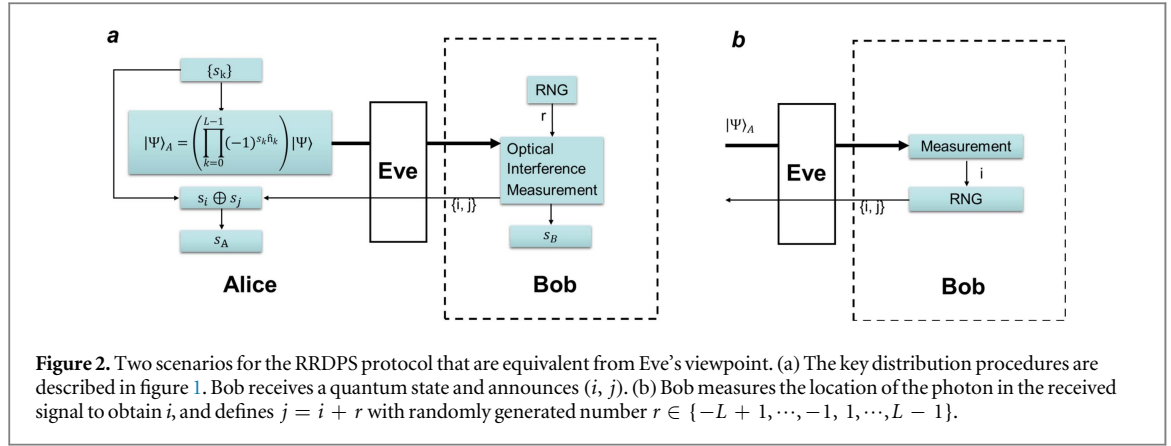 a
{s_k}
|Ψ⟩_A = (∏_{k=0}^{L-1} (-1)^{s_k n̂_k}) |Ψ⟩
s_i ⊕ s_j
s_A
Alice
Eve
RNG
r
Optical
Interference
Measurement
{i, j}
s_B
Bob
b
|Ψ⟩_A
Eve
Measurement
i
RNG
{i, j}
Bob
Figure 2. Two scenarios for the RRDPS protocol that are equivalent from Eve's viewpoint. (a) The key distribution procedures are
described in figure 1. Bob receives a quantum state and announces (i, j). (b) Bob measures the location of the photon in the received
signal to obtain i, and defines j = i + r with randomly generated number r ∈ {−L + 1,⋯,−1, 1,⋯,L − 1}.